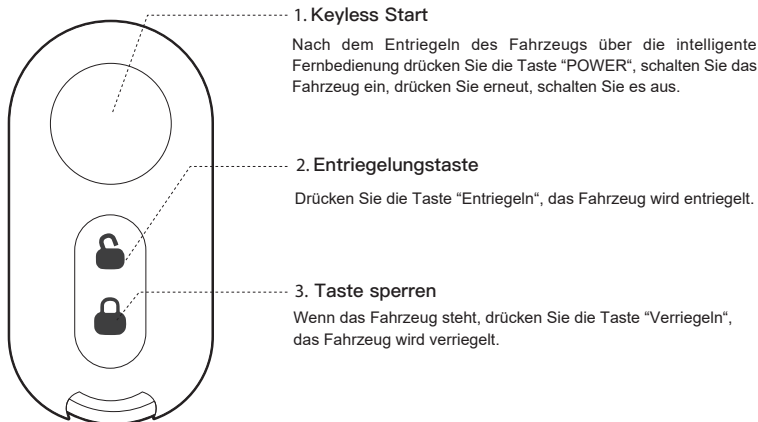 1. Keyless Start
Nach dem Entriegeln des Fahrzeugs über die intelligente
Fernbedienung drücken Sie die Taste “POWER“, schalten Sie das
Fahrzeug ein, drücken Sie erneut, schalten Sie es aus.
2. Entriegelungstaste
Drücken Sie die Taste “Entriegeln“, das Fahrzeug wird entriegelt.
3. Taste sperren
Wenn das Fahrzeug steht, drücken Sie die Taste “Verriegeln“,
das Fahrzeug wird verriegelt.